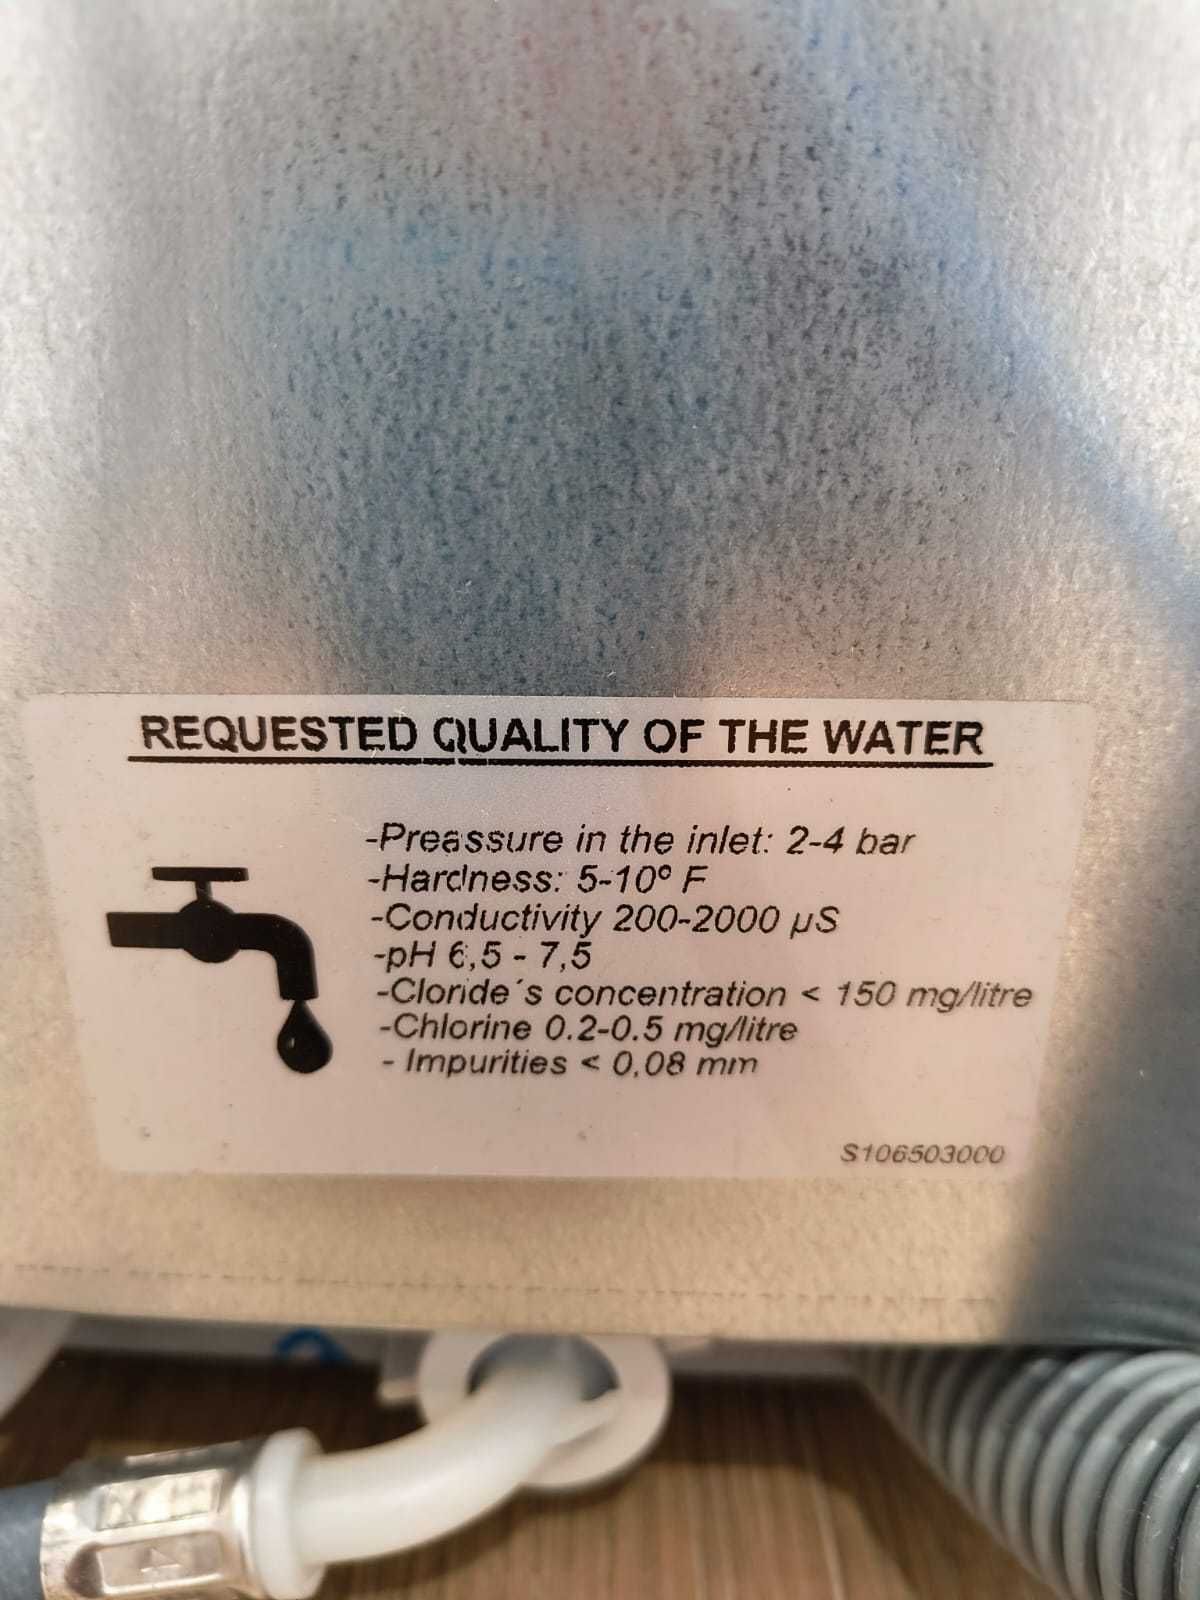 REQUESTED QUALITY OF THE WATER
-Preassure in the inlet: 2-4 bar
-Hardness: 5-10º F
-Conductivity 200-2000 µS
-pH 6,5 - 7,5
-Cloride´s concentration < 150 mg/litre
-Chlorine 0.2-0.5 mg/litre
- Impurities < 0,08 mm
S106503000